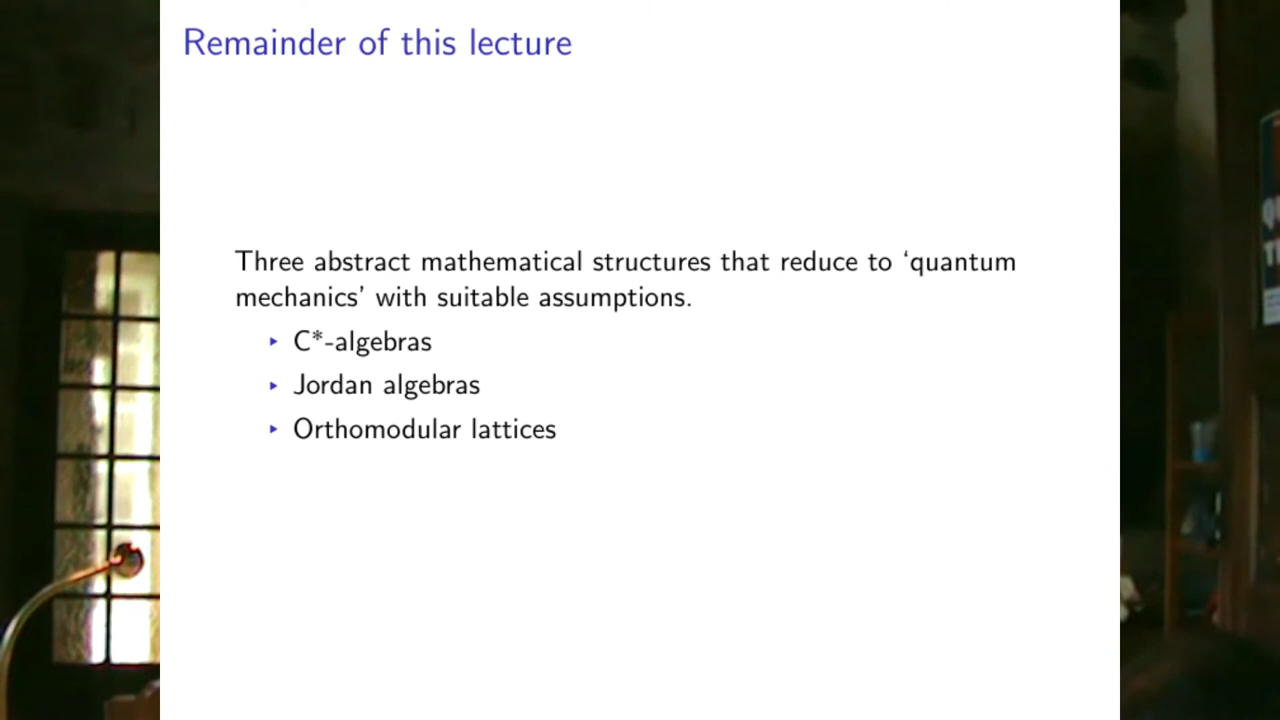 Remainder of this lecture
Three abstract mathematical structures that reduce to ‘quantum
mechanics’ with suitable assumptions.
‣ C*-algebras
‣ Jordan algebras
‣ Orthomodular lattices